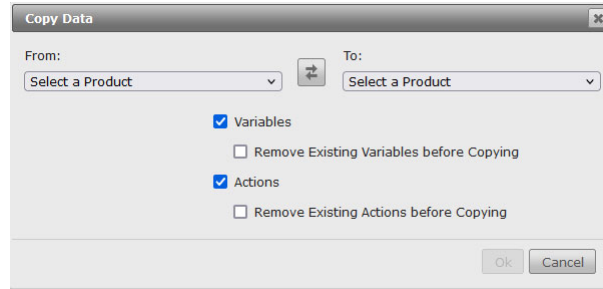 Copy Data
From:
To:
Select a Product
Select a Product
Variables
Remove Existing Variables before Copying
Actions
Remove Existing Actions before Copying
Ok
Cancel